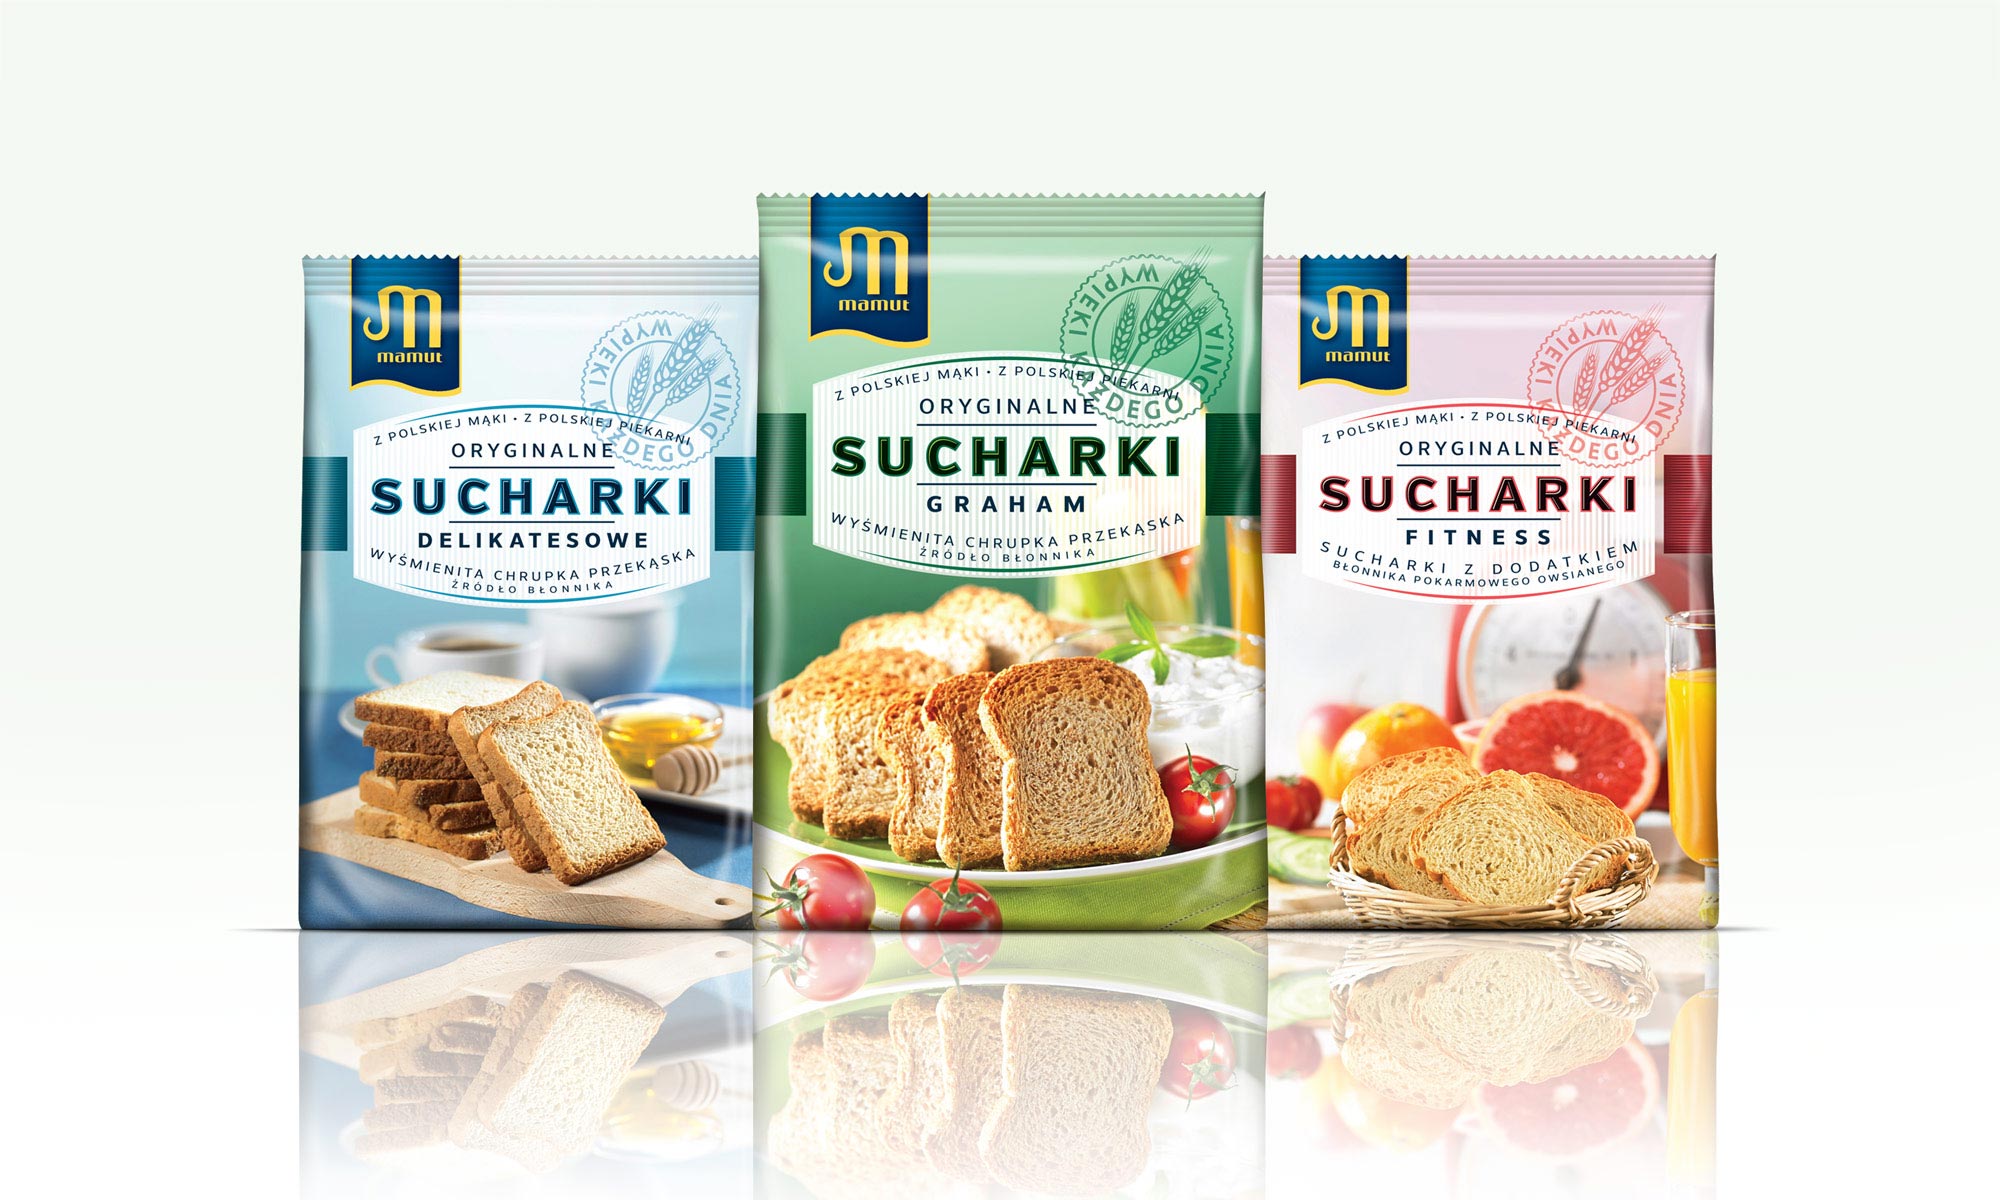 mamut
WYPIEKI KAŻDEGO DNIA
Z POLSKIEJ MĄKI • Z POLSKIEJ PIEKARNI
ORYGINALNE
SUCHARKI
DELIKATESOWE
WYŚMIENITA CHRUPKA PRZEKĄSKA
ŹRÓDŁO BŁONNIKA
mamut
WYPIEKI KAŻDEGO DNIA
Z POLSKIEJ MĄKI • Z POLSKIEJ PIEKARNI
ORYGINALNE
SUCHARKI
GRAHAM
WYŚMIENITA CHRUPKA PRZEKĄSKA
ŹRÓDŁO BŁONNIKA
mamut
WYPIEKI KAŻDEGO DNIA
Z POLSKIEJ MĄKI • Z POLSKIEJ PIEKARNI
ORYGINALNE
SUCHARKI
FITNESS
SUCHARKI Z DODATKIEM
BŁONNIKA POKARMOWEGO OWSIANEGO